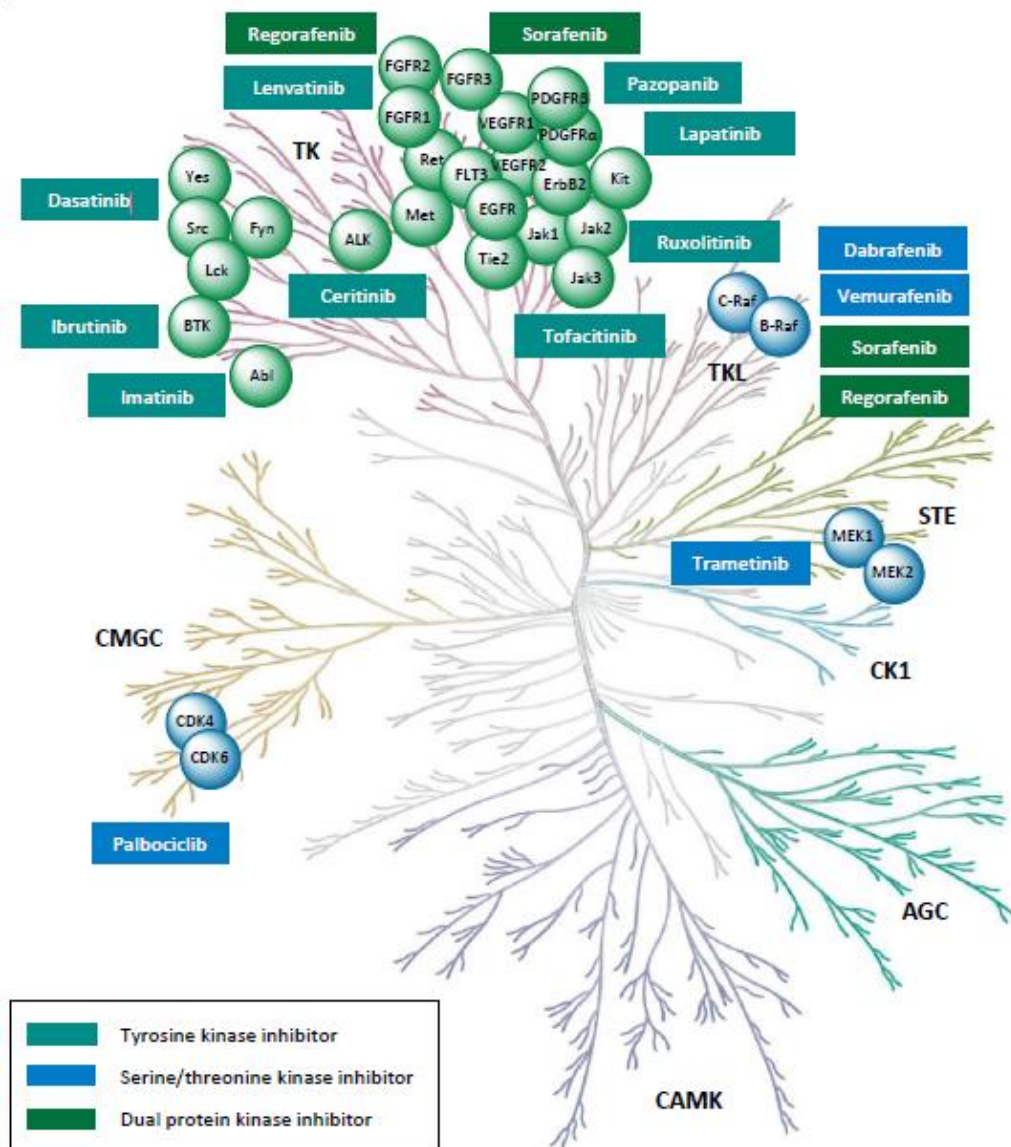 Regorafenib
Sorafenib
Lenvatinib
Pazopanib
Lapatinib
FGFR2
FGFR3
PDGFRβ
FGFR1
VEGFR1
PDGFRα
TK
Ret
VEGFR2
FLT3
ErbB2
Kit
Yes
Dasatinib
Met
EGFR
Src
Fyn
ALK
Jak1
Jak2
Ruxolitinib
Tie2
Lck
Jak3
Dabrafenib
Ceritinib
C-Raf
Vemurafenib
Ibrutinib
BTK
B-Raf
Tofacitinib
Sorafenib
TKL
Abl
Imatinib
Regorafenib
STE
MEK1
Trametinib
MEK2
CMGC
CK1
CDK4
CDK6
Palbociclib
AGC
CAMK
Tyrosine kinase inhibitor
Serine/threonine kinase inhibitor
Dual protein kinase inhibitor